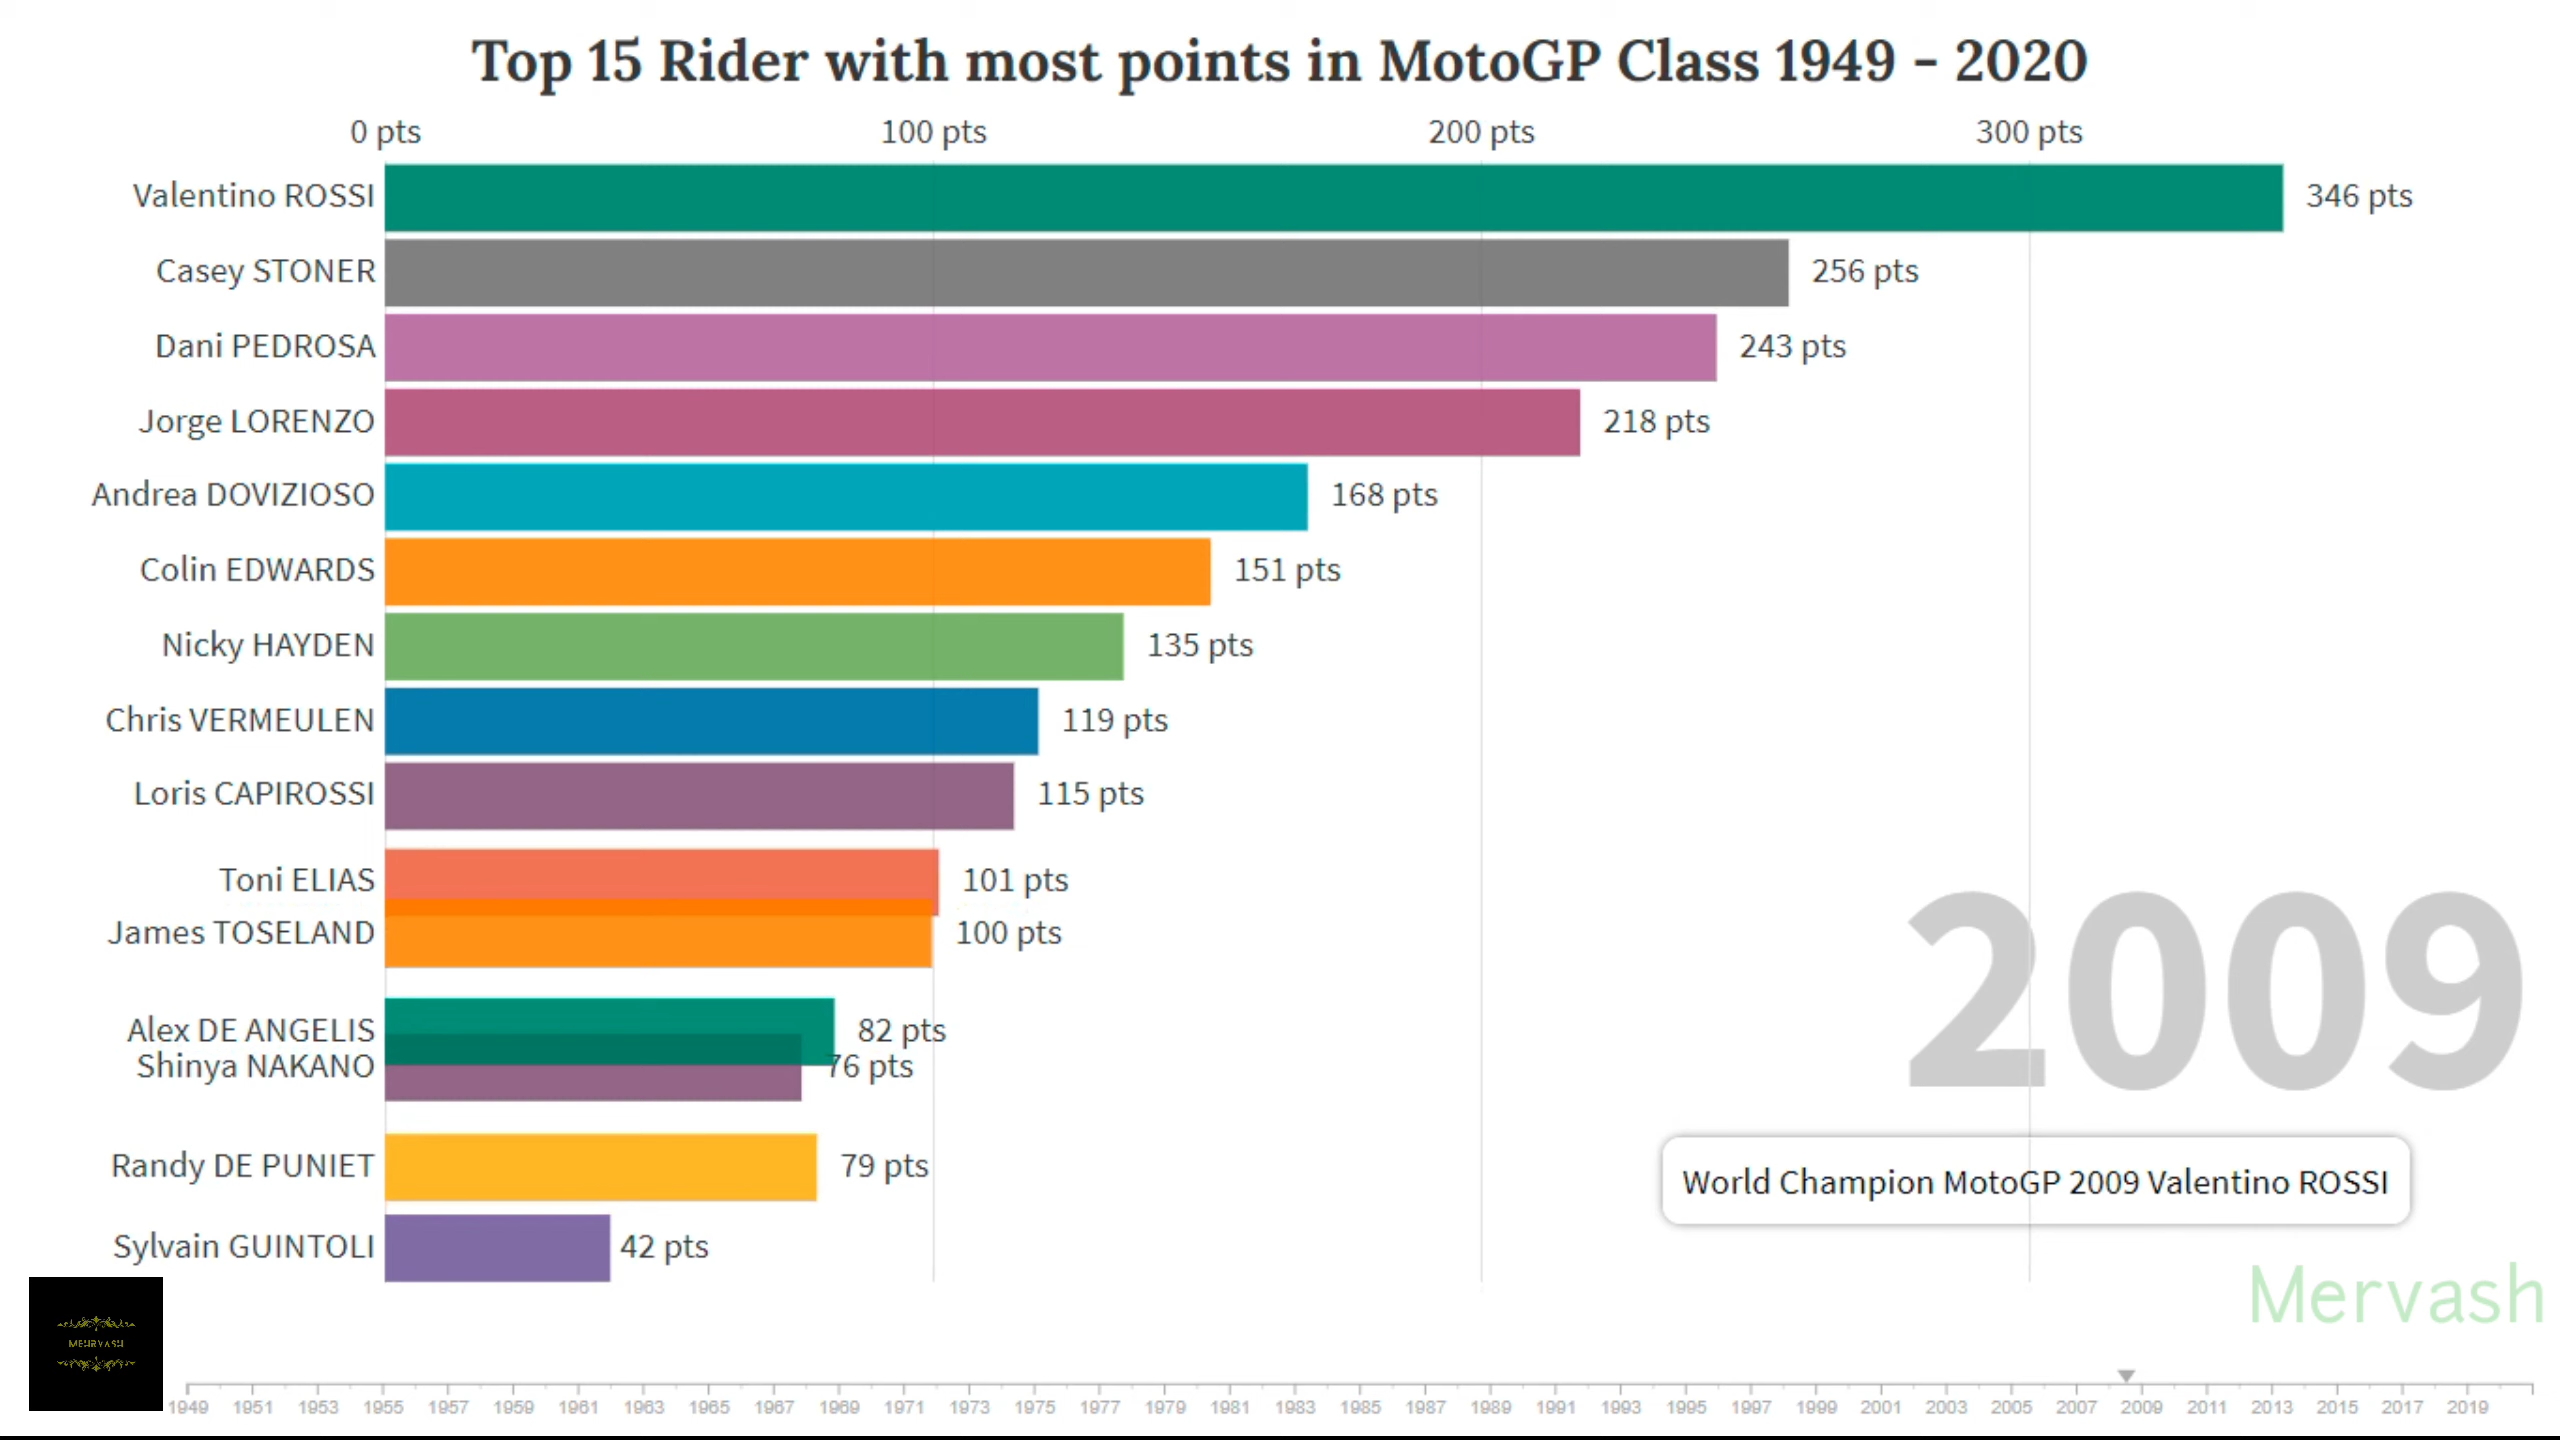 Top 15 Rider with most points in MotoGP Class 1949 - 2020
0 pts 100 pts 200 pts 300 pts
Valentino ROSSI 346 pts
Casey STONER 256 pts
Dani PEDROSA 243 pts
Jorge LORENZO 218 pts
Andrea DOVIZIOSO 168 pts
Colin EDWARDS 151 pts
Nicky HAYDEN 135 pts
Chris VERMEULEN 119 pts
Loris CAPIROSSI 115 pts
Toni ELIAS 101 pts
James TOSELAND 100 pts
Alex DE ANGELIS 82 pts
Shinya NAKANO 76 pts
2009
Randy DE PUNIET 79 pts
World Champion MotoGP 2009 Valentino ROSSI
Sylvain GUINTOLI 42 pts
Mervash
MEHRVASH
1949 1951 1953 1955 1957 1959 1961 1963 1965 1967 1969 1971 1973 1975 1977 1979 1981 1983 1985 1987 1989 1991 1993 1995 1997 1999 2001 2003 2005 2007 2009 2011 2013 2015 2017 2019